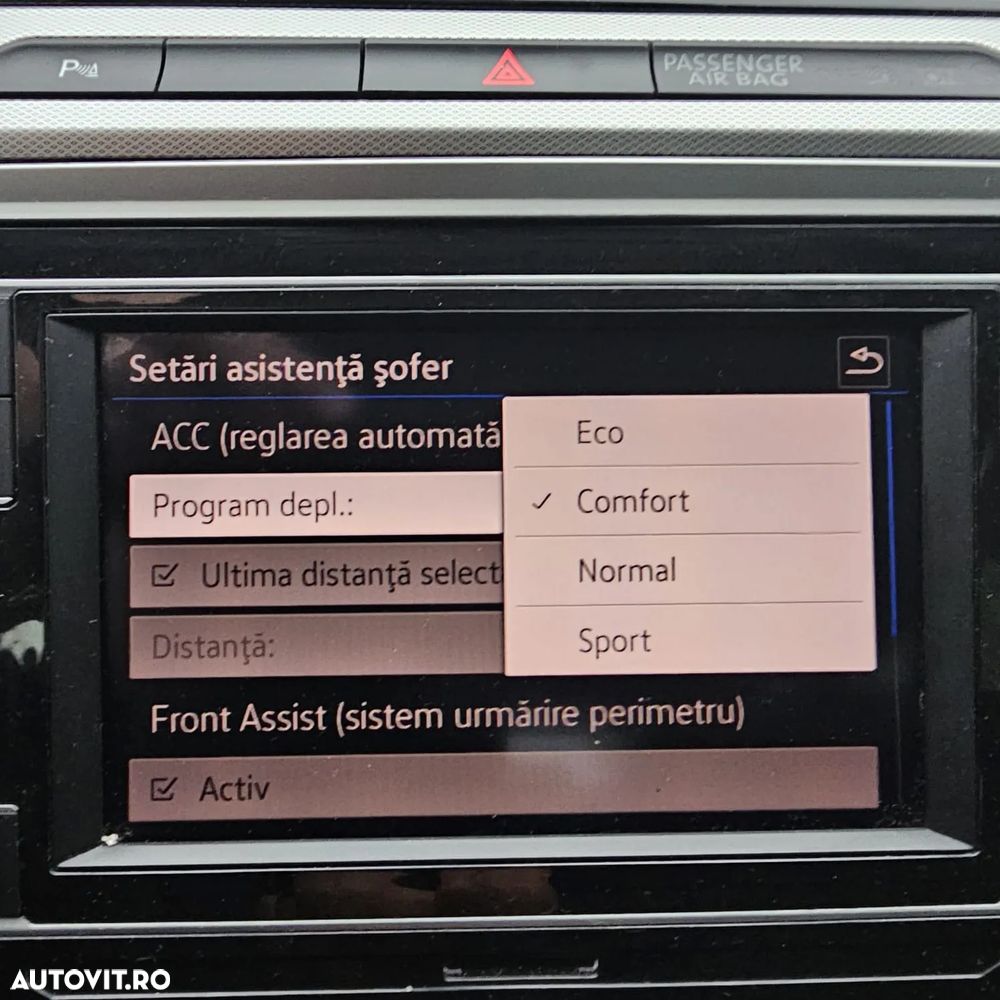 P
PASSENGER
AIR BAG
Setări asistenţă şofer
ACC (reglarea automată
Eco
Program depl.:
Comfort
Ultima distanţă select
Normal
Distanţă:
Sport
Front Assist (sistem urmărire perimetru)
Activ
AUTOVIT.RO